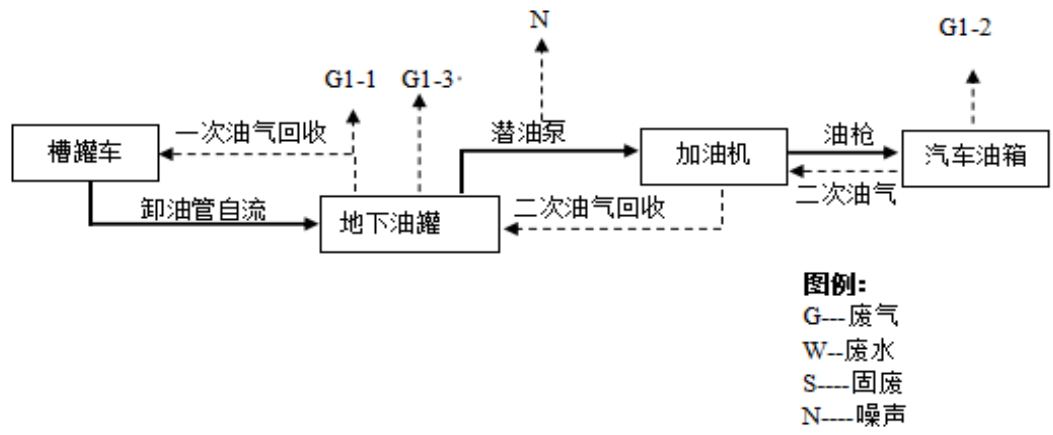 N
G1-2
G1-1
G1-3
一次油气回收
潜油泵
油枪
槽罐车
加油机
汽车油箱
二次油气
卸油管自流
地下油罐
二次油气回收
图例：
G---废气
W--废水
S----固废
N----噪声